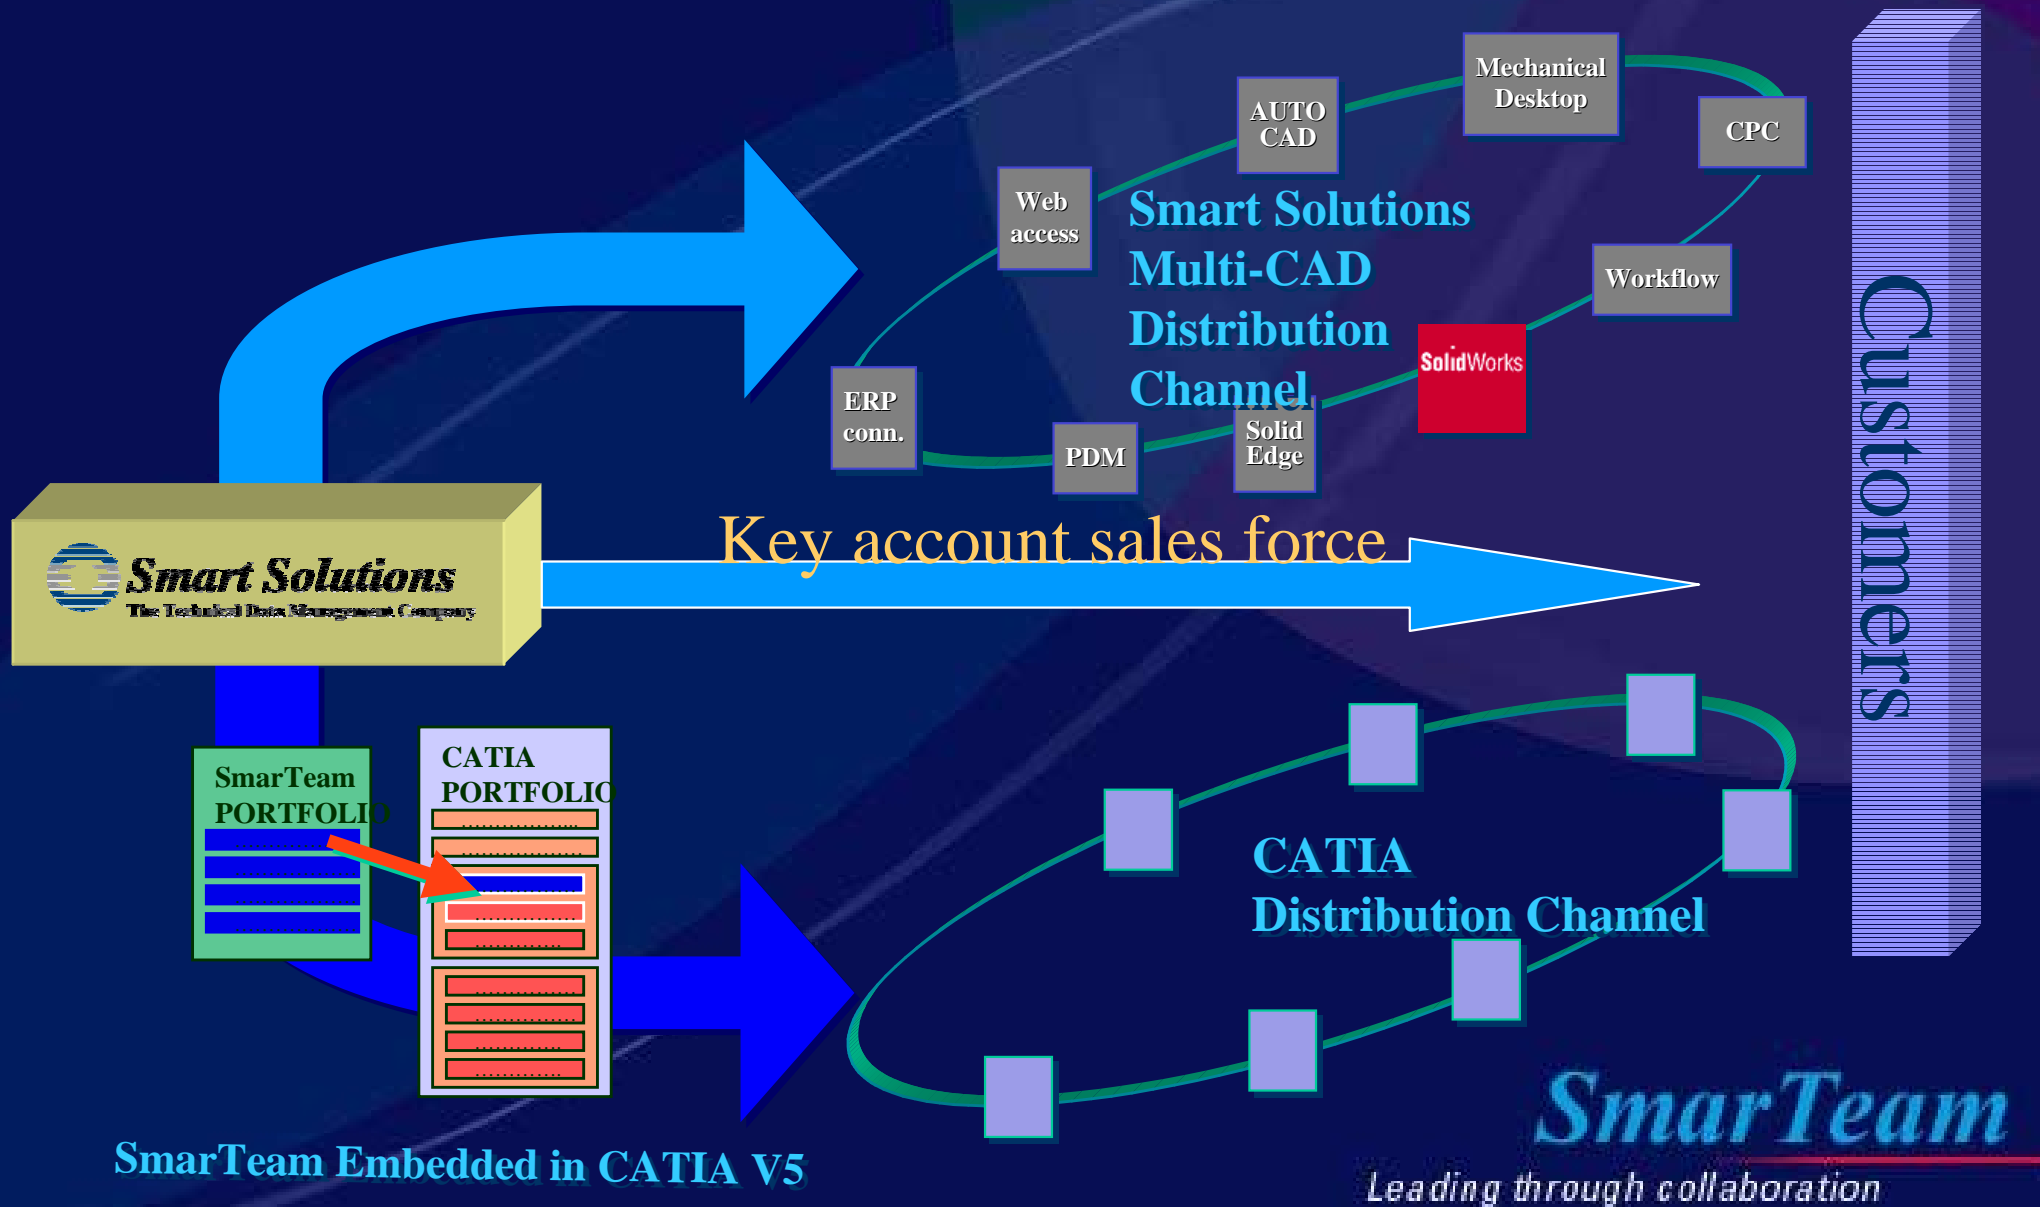 Mechanical
Desktop
AUTO
CAD
CPC
Web
access
Smart Solutions
Multi-CAD
Distribution
Channel
Workflow
SolidWorks
ERP
conn.
PDM
Solid
Edge
Customers
Key account sales force
Smart Solutions
The Technical Data Management Company
SmarTeam
PORTFOLIO
CATIA
PORTFOLIO
CATIA
Distribution Channel
SmarTeam Embedded in CATIA V5
SmarTeam
Leading through collaboration